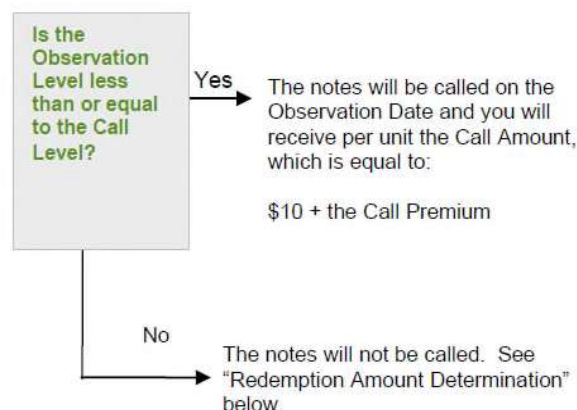 Is the
Observation
Level less
than or equal
to the Call
Level?
Yes
The notes will be called on the
Observation Date and you will
receive per unit the Call Amount,
which is equal to:
$10 + the Call Premium
No
The notes will not be called. See
“Redemption Amount Determination”
below.